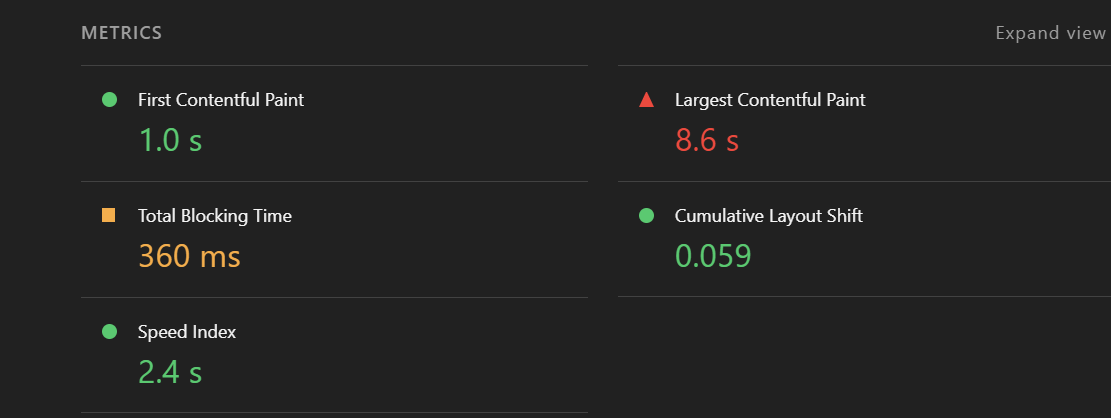 METRICS
Expand view
First Contentful Paint
1.0 s
Largest Contentful Paint
8.6 s
Total Blocking Time
360 ms
Cumulative Layout Shift
0.059
Speed Index
2.4 s